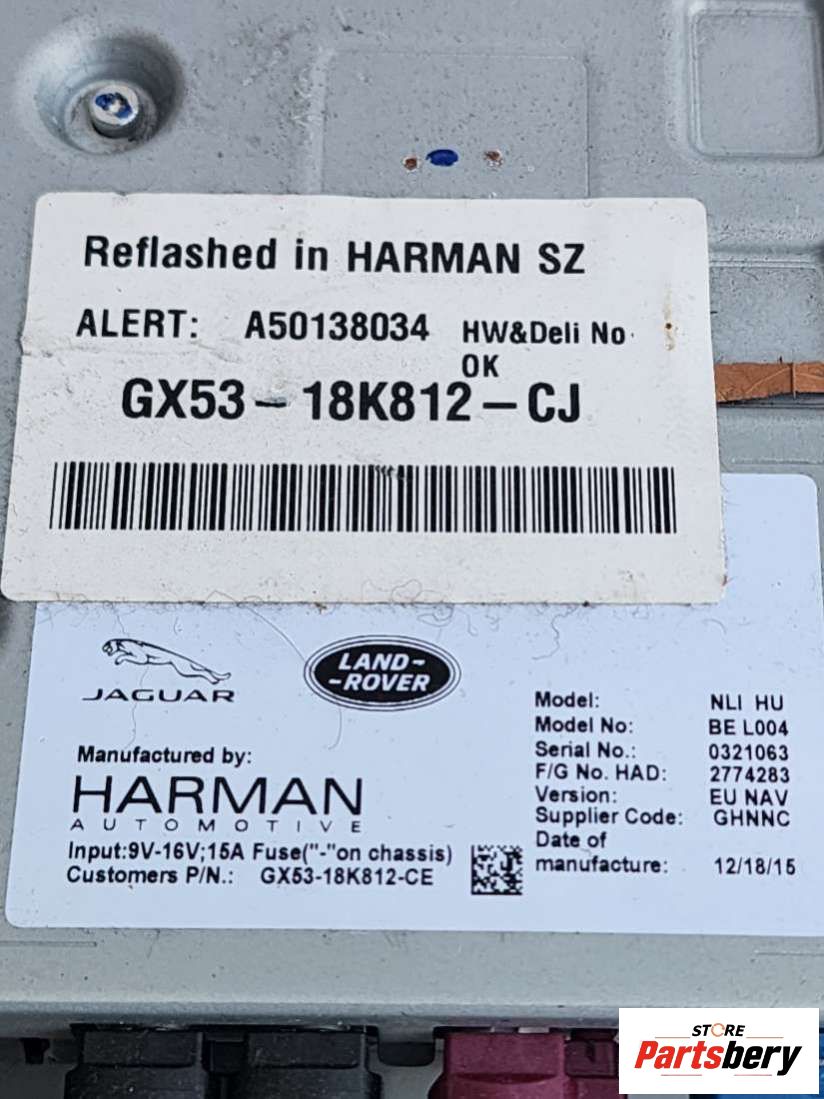 Reflashed in HARMAN SZ
ALERT: A50138034 HW&Deli No
OK
GX53-18K812-CJ
JAGUAR
LAND-
-ROVER
Manufactured by:
HARMAN
AUTOMOTIVE
Input:9V-16V;15A Fuse("-"on chassis)
Customers P/N.: GX53-18K812-CE
Model: NLI HU
Model No: BE L004
Serial No.: 0321063
F/G No. HAD: 2774283
Version: EU NAV
Supplier Code: GHNNC
Date of
manufacture: 12/18/15
STORE
Partsbery